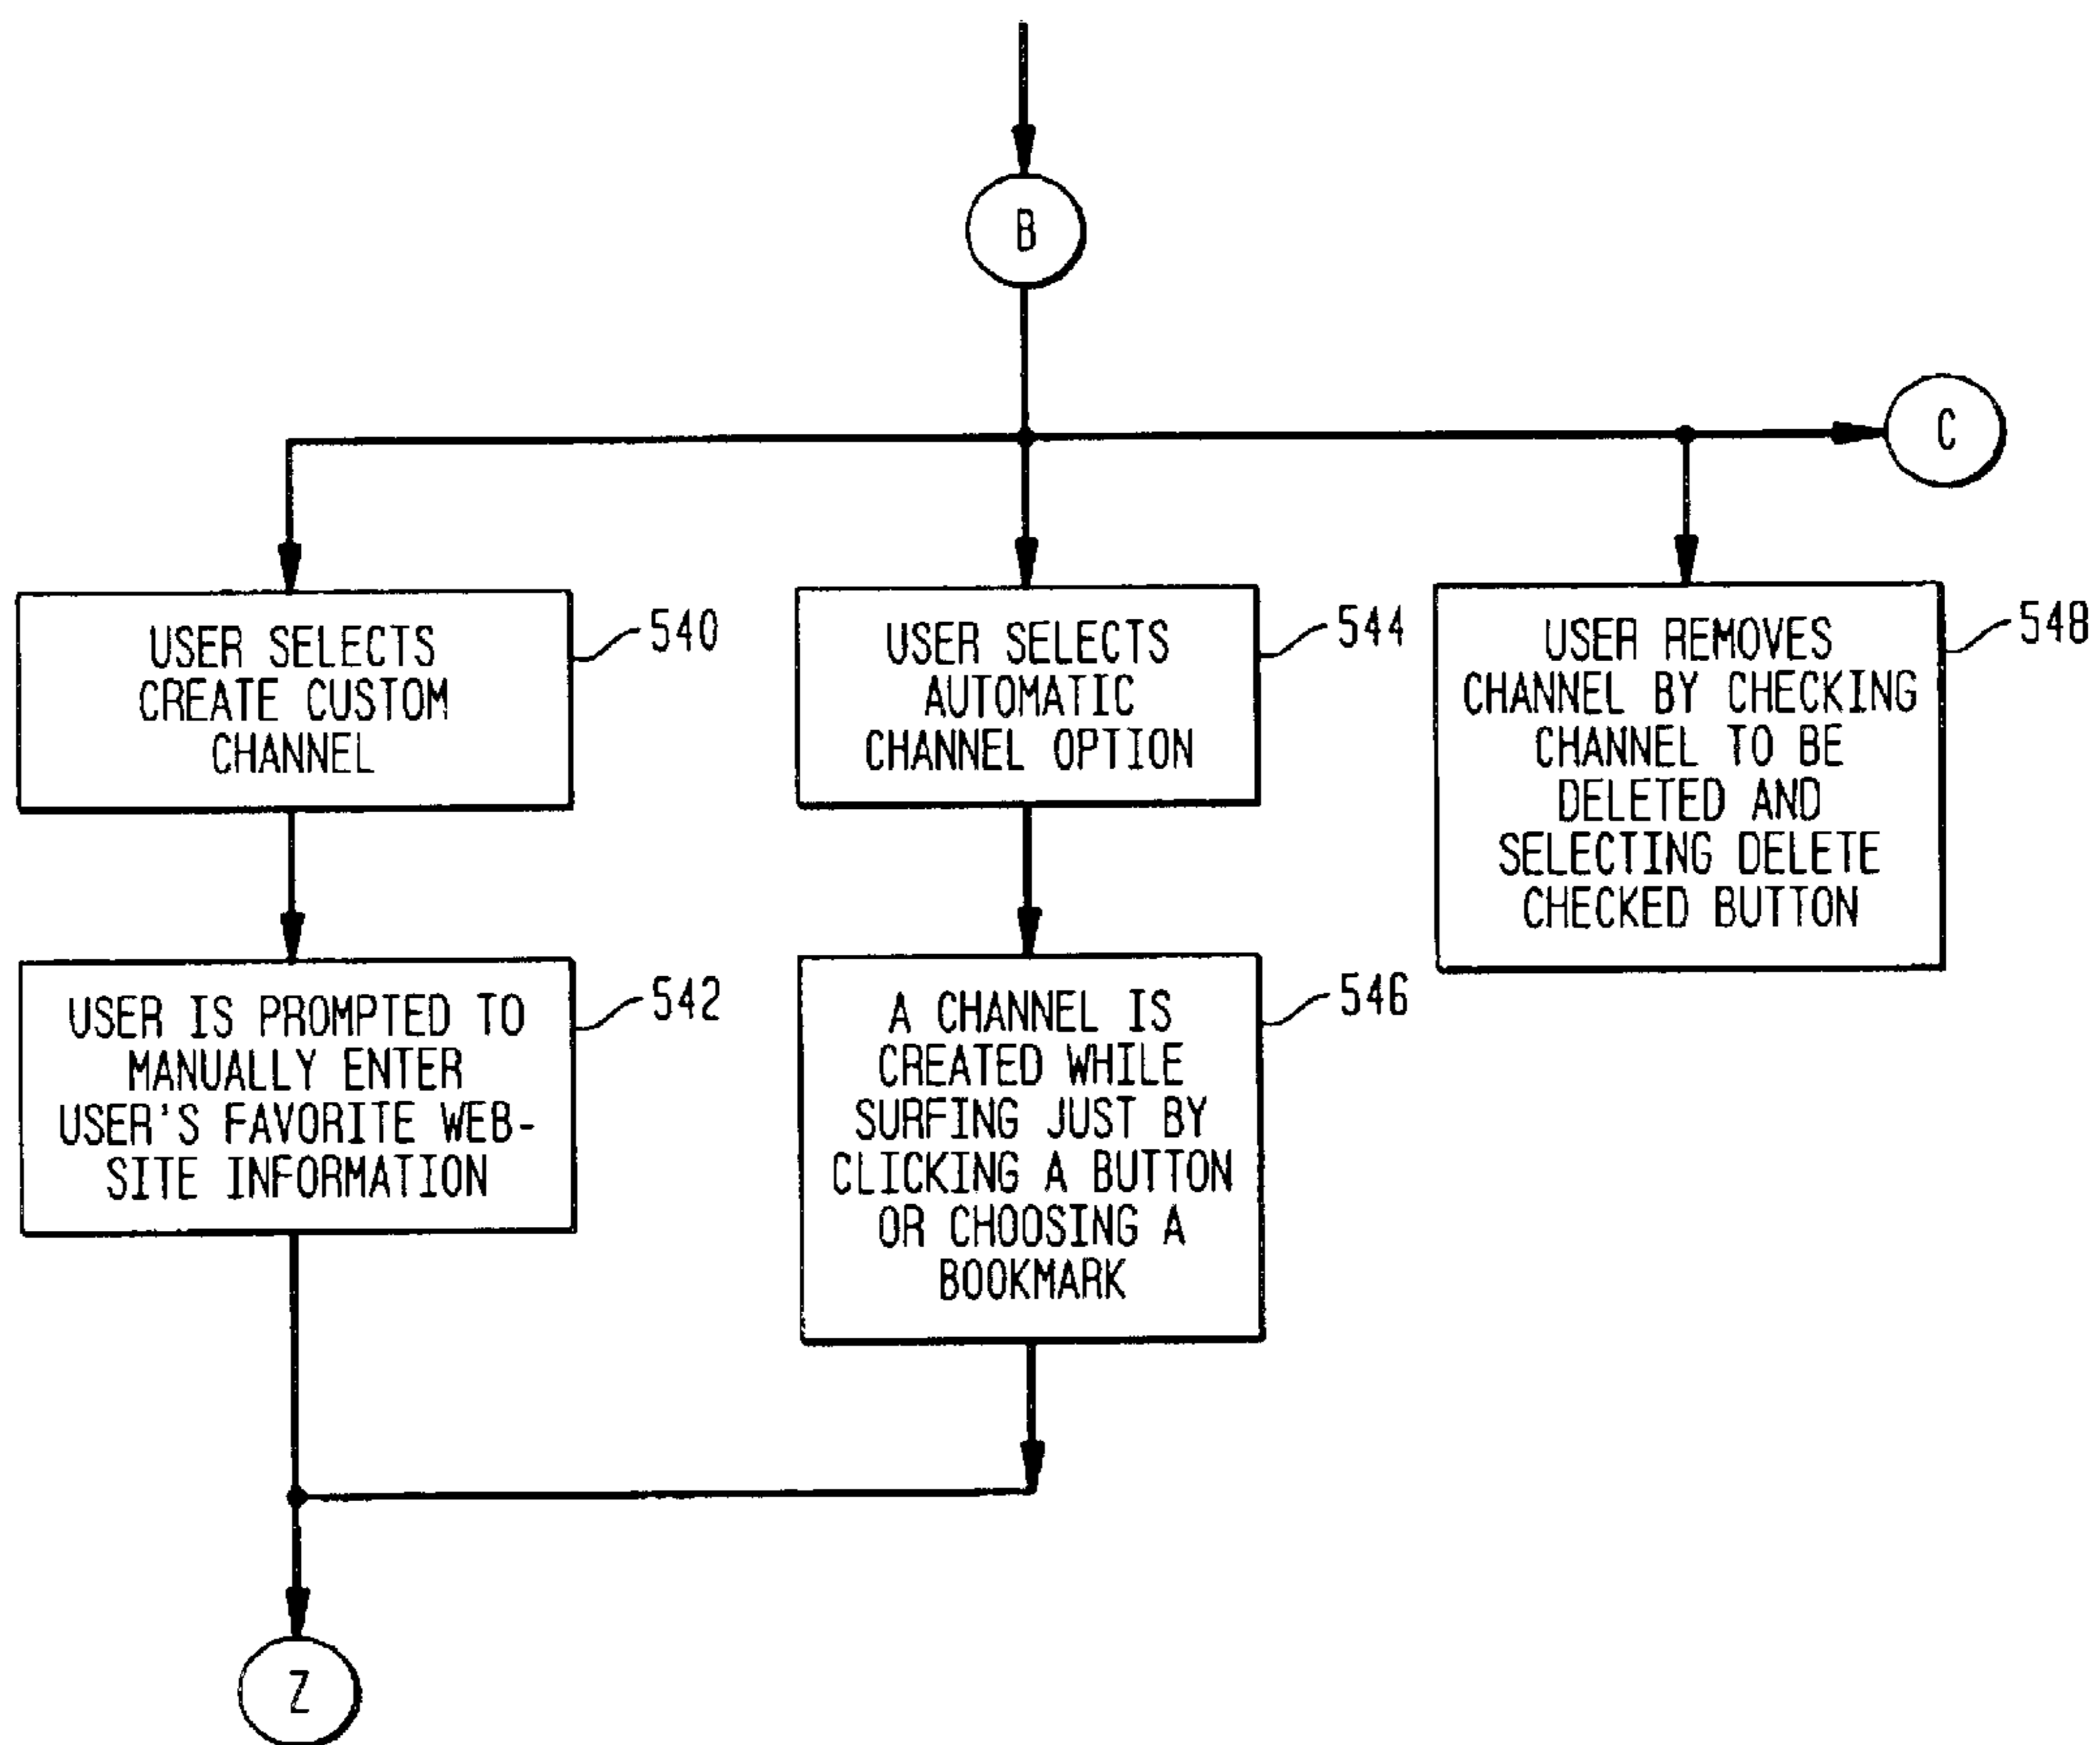 B
C
USER SELECTS
CREATE CUSTOM
CHANNEL
540
USER SELECTS
AUTOMATIC
CHANNEL OPTION
544
USER REMOVES
CHANNEL BY CHECKING
CHANNEL TO BE
DELETED AND
SELECTING DELETE
CHECKED BUTTON
548
USER IS PROMPTED TO
MANUALLY ENTER
USER'S FAVORITE WEB-
SITE INFORMATION
542
A CHANNEL IS
CREATED WHILE
SURFING JUST BY
CLICKING A BUTTON
OR CHOOSING A
BOOKMARK
546
Z